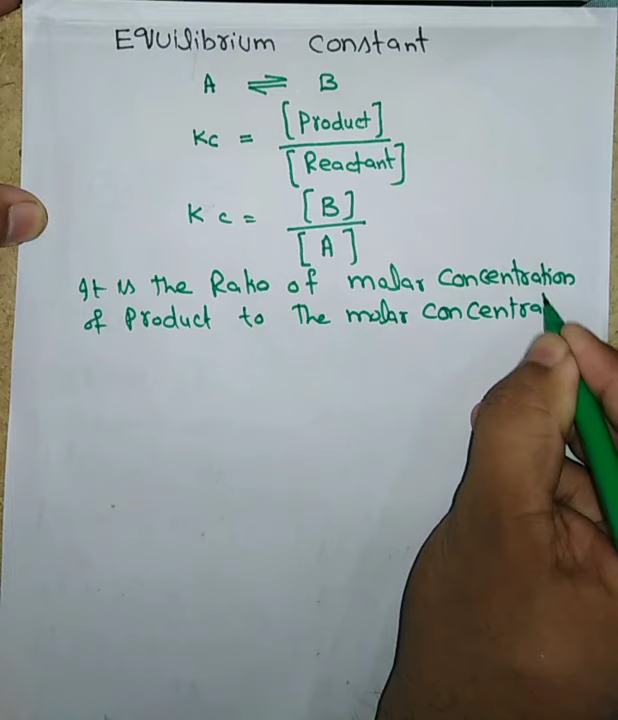 Equilibrium constant
A ⇌ B
Kc = [Product]
[Reactant]
Kc = [B]
[A]
It is the Ratio of molar concentration
of Product to The molar concentra